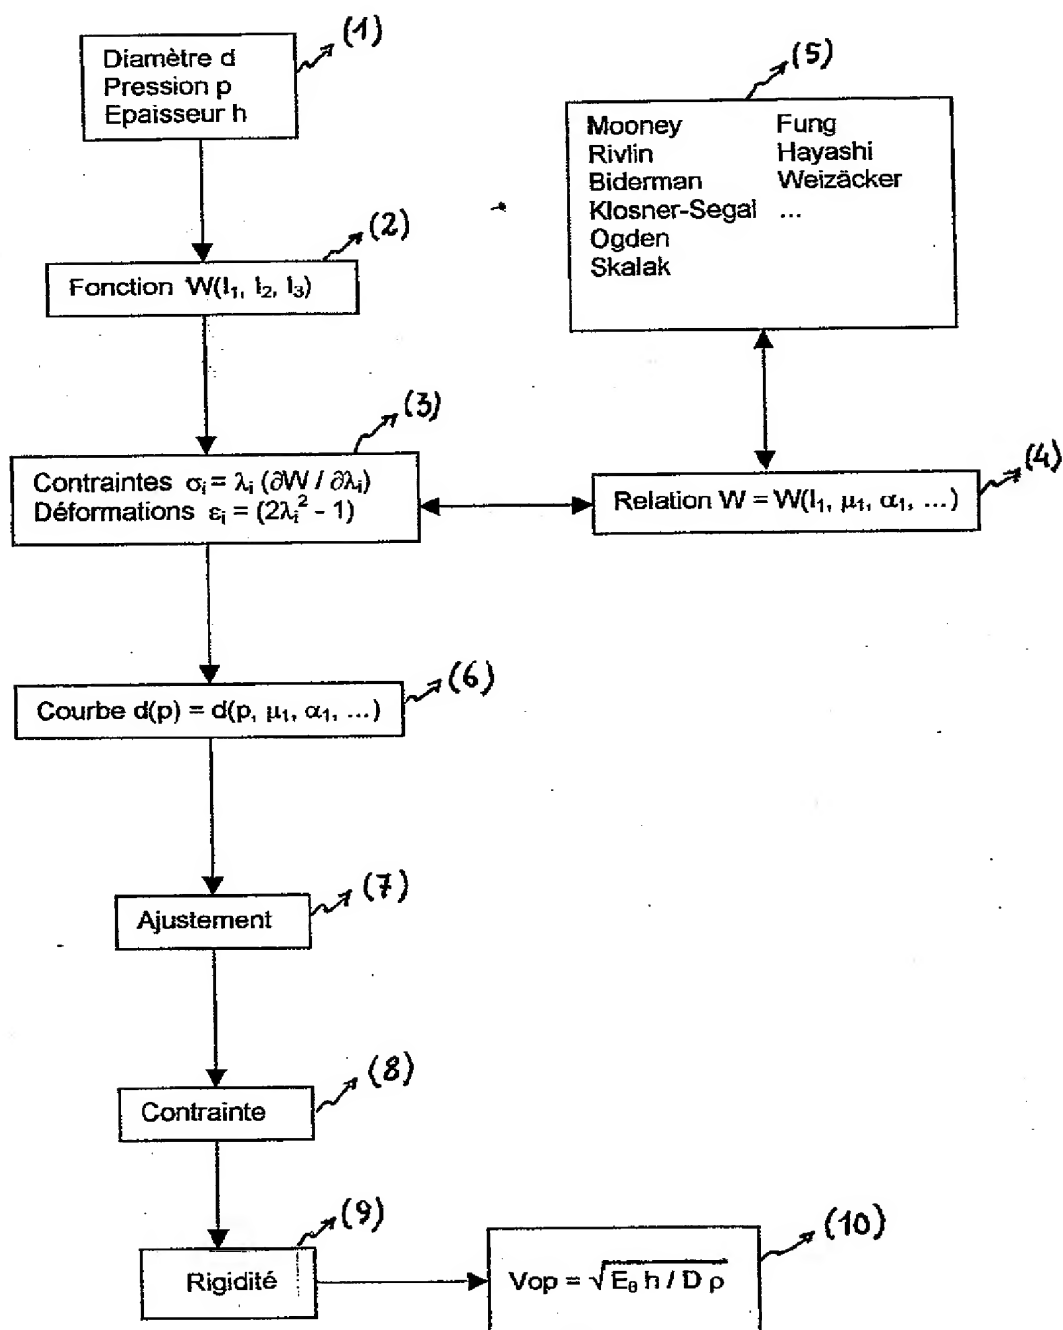 (1)
Diamètre d
Pression p
Epaisseur h
(5)
Mooney Fung
Rivlin Hayashi
Biderman Weizäcker
Klosner-Segal ...
Ogden
Skalak
(2)
Fonction W(I₁, I₂, I₃)
(3)
Contraintes σᵢ = λᵢ (∂W / ∂λᵢ)
Déformations εᵢ = (2λᵢ² - 1)
(4)
Relation W = W(I₁, μ₁, α₁, ...)
(6)
Courbe d(p) = d(p, μ₁, α₁, ...)
(7)
Ajustement
(8)
Contrainte
(9)
Rigidité
(10)
Vop = √(E_θ h / D ρ)